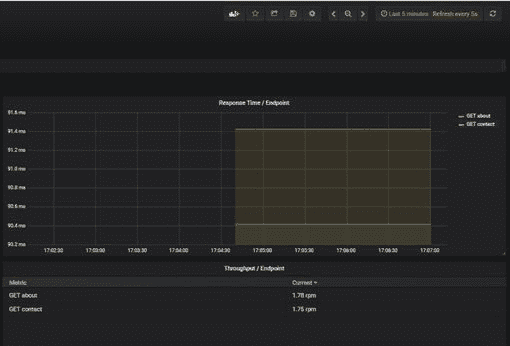 Last 5 minutes Refresh every 5s
Response Time / Endpoint
91.6 ms
91.4 ms
91.2 ms
91.0 ms
90.8 ms
90.6 ms
90.4 ms
90.2 ms
17:02:30 17:03:00 17:03:30 17:04:00 17:04:30 17:05:00 17:05:30 17:06:00 17:06:30 17:07:00
GET about
GET contact
Throughput / Endpoint
Metric Current
GET about 1.78 rpm
GET contact 1.75 rpm